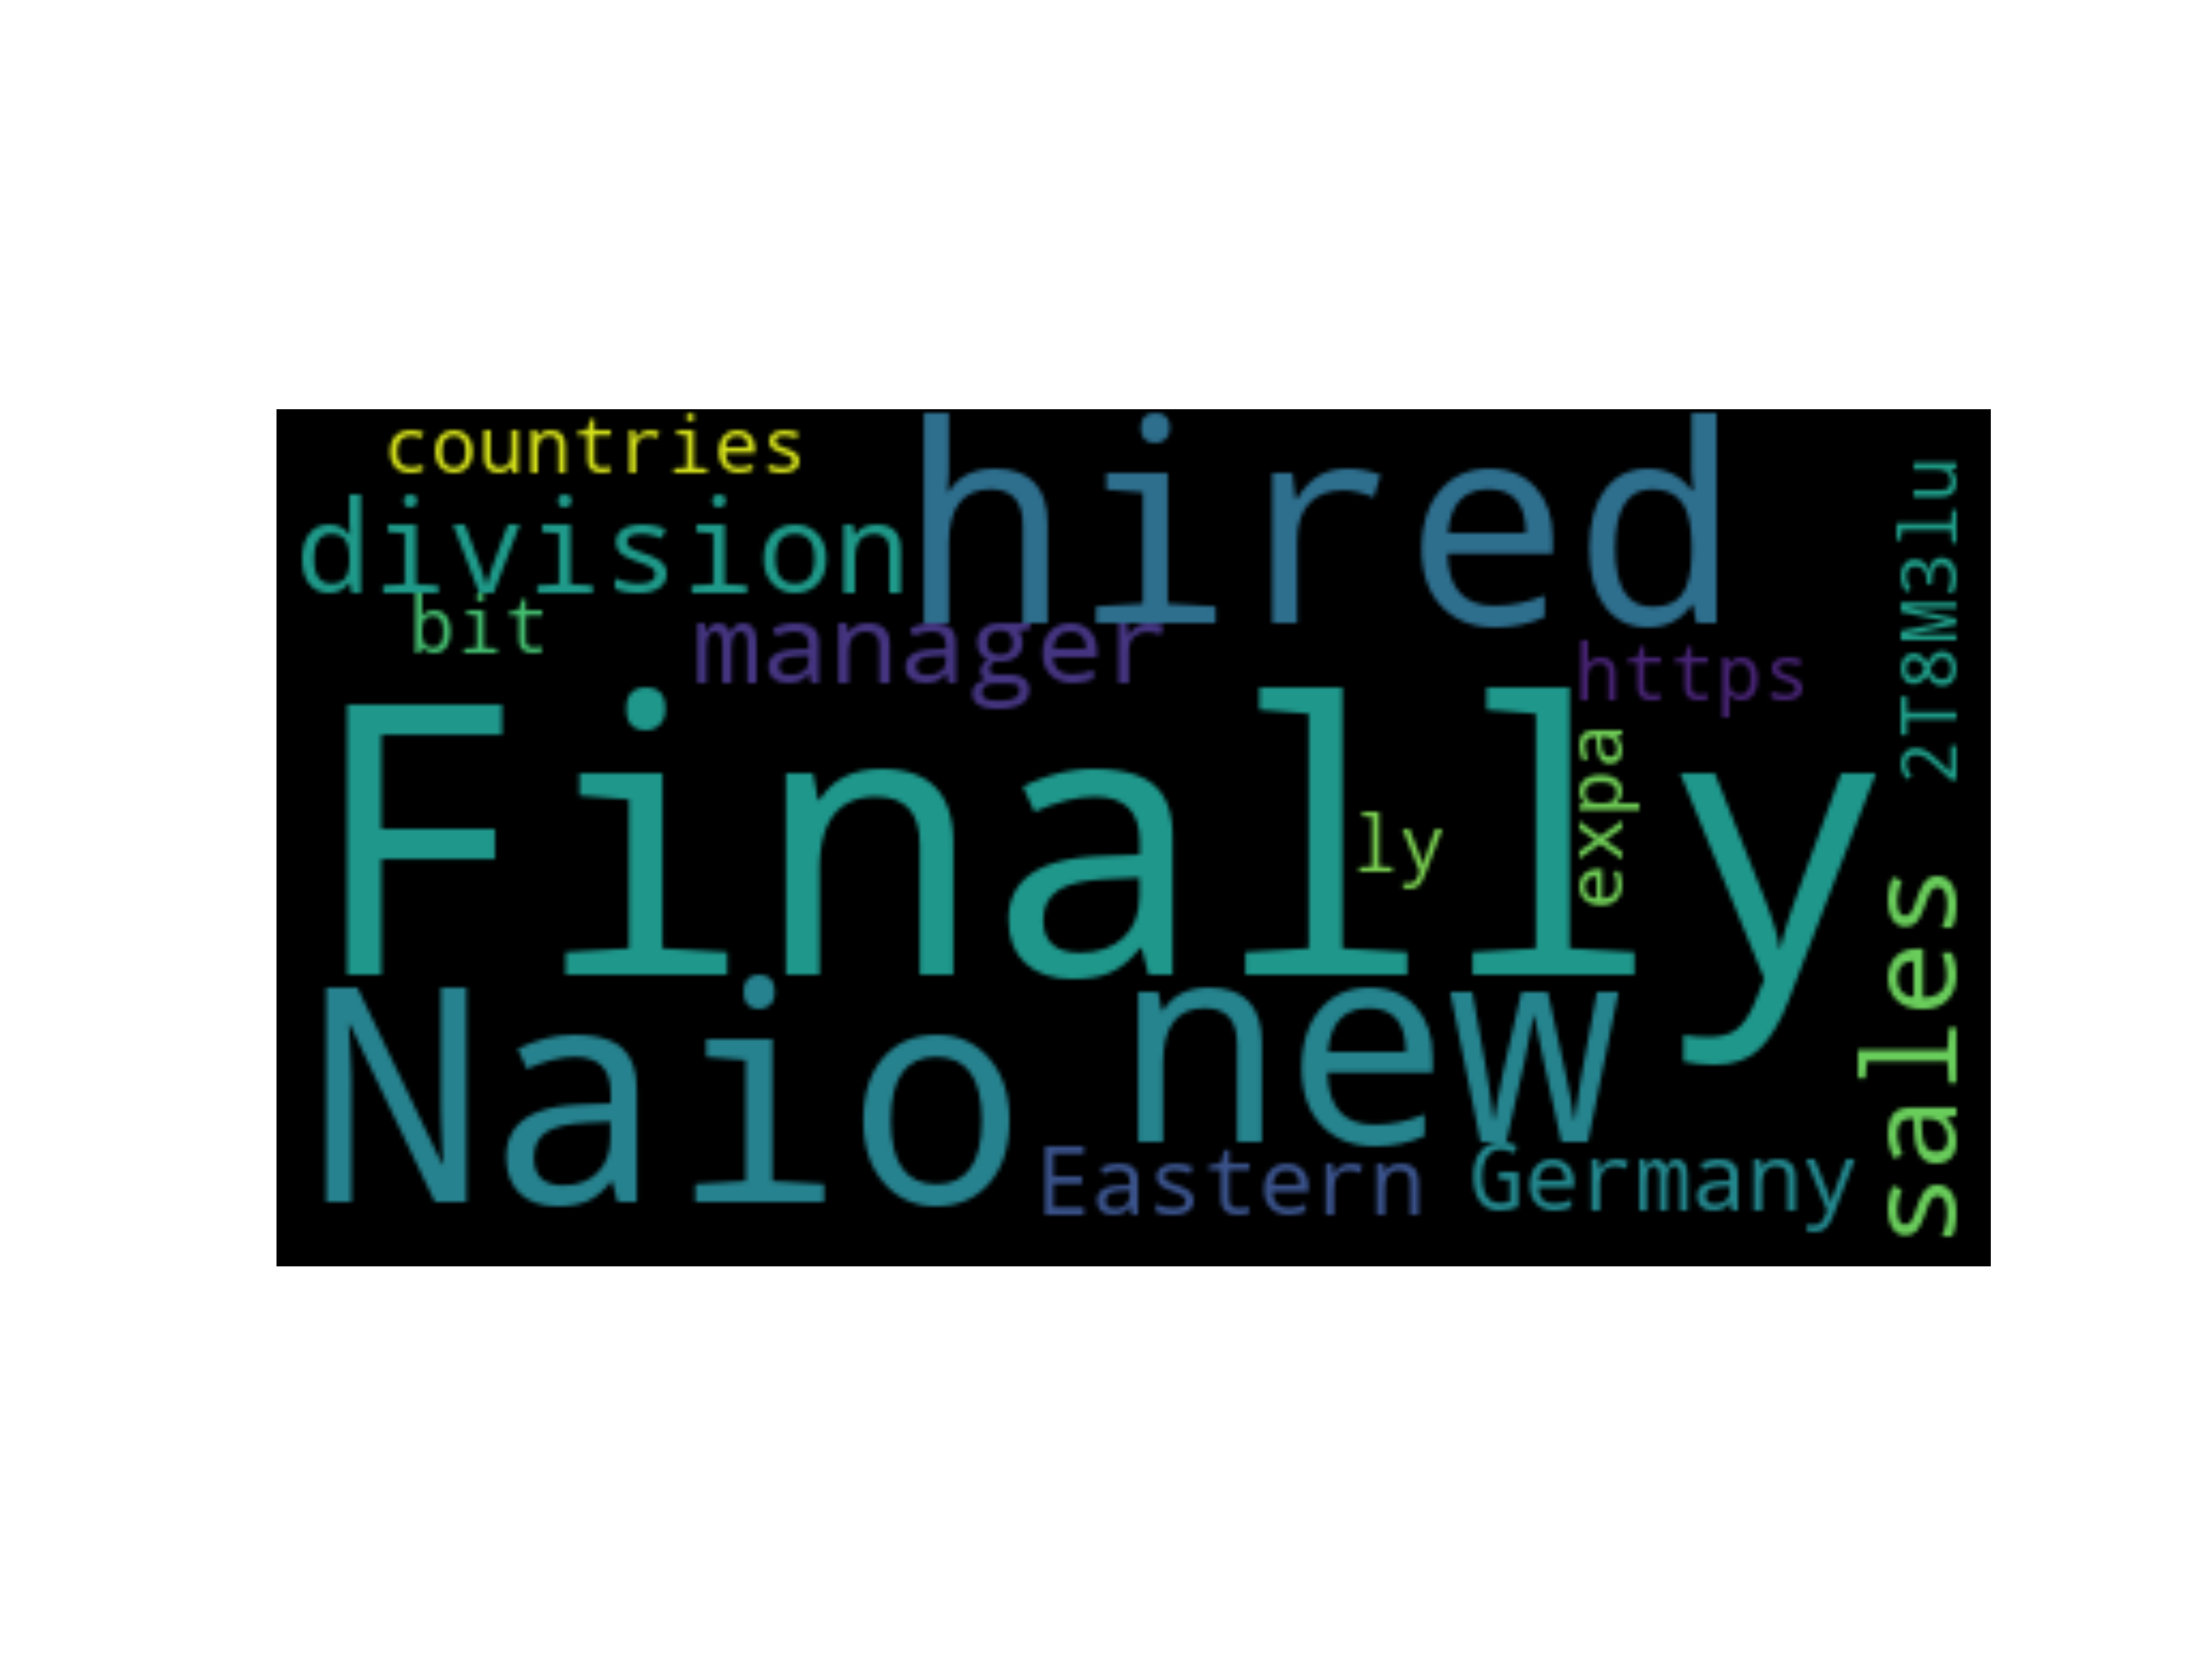 countries
hired
division
bit
manager
https
2T8M3lu
Finally
ly
expa
sales
Naio
new
Eastern
Germany